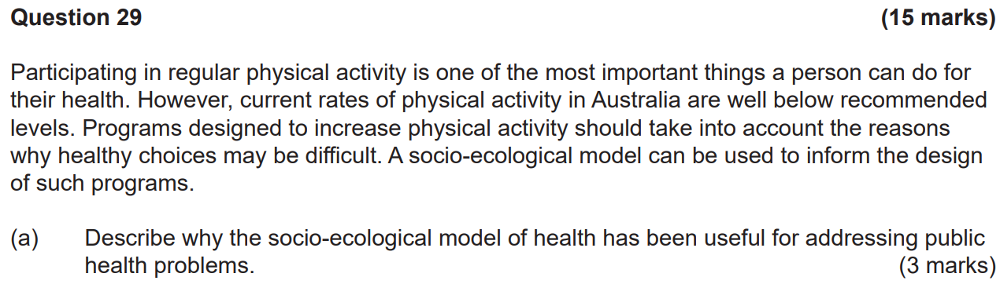 Question 29 (15 marks)
Participating in regular physical activity is one of the most important things a person can do for
their health. However, current rates of physical activity in Australia are well below recommended
levels. Programs designed to increase physical activity should take into account the reasons
why healthy choices may be difficult. A socio-ecological model can be used to inform the design
of such programs.
(a) Describe why the socio-ecological model of health has been useful for addressing public
health problems. (3 marks)